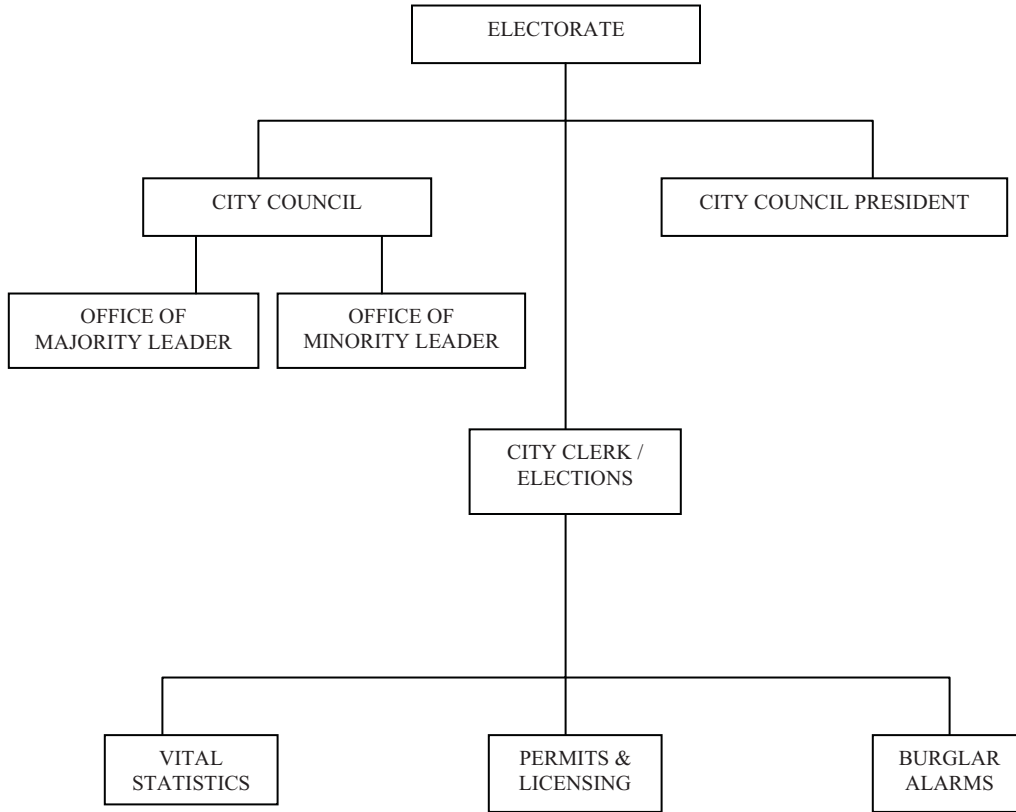 ELECTORATE
CITY COUNCIL
CITY COUNCIL PRESIDENT
OFFICE OF
MAJORITY LEADER
OFFICE OF
MINORITY LEADER
CITY CLERK /
ELECTIONS
VITAL
STATISTICS
PERMITS &
LICENSING
BURGLAR
ALARMS